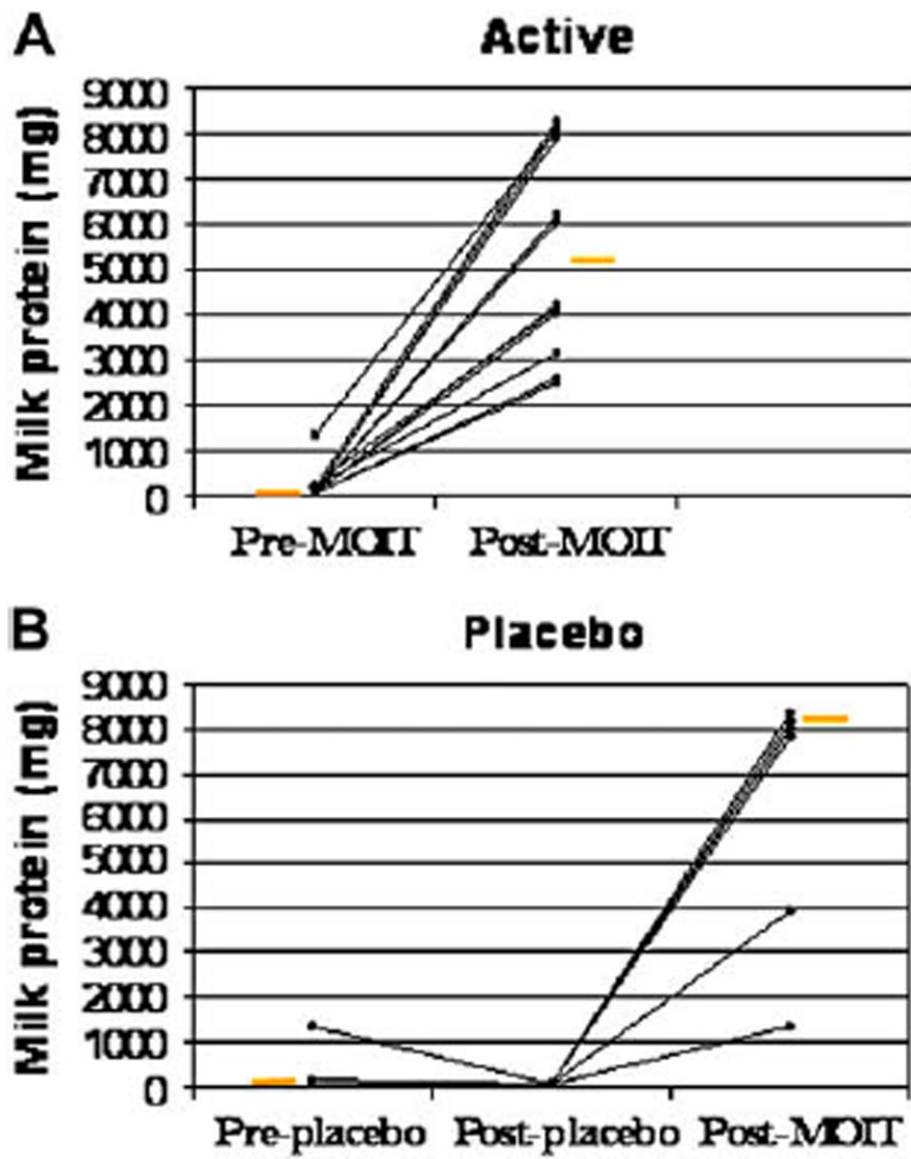 A
Active
Milk protein (mg)
9000
8000
7000
6000
5000
4000
3000
2000
1000
0
Pre-MOIT Post-MOIT
B
Placebo
Milk protein (mg)
9000
8000
7000
6000
5000
4000
3000
2000
1000
0
Pre-placebo Post-placebo Post-MOIT